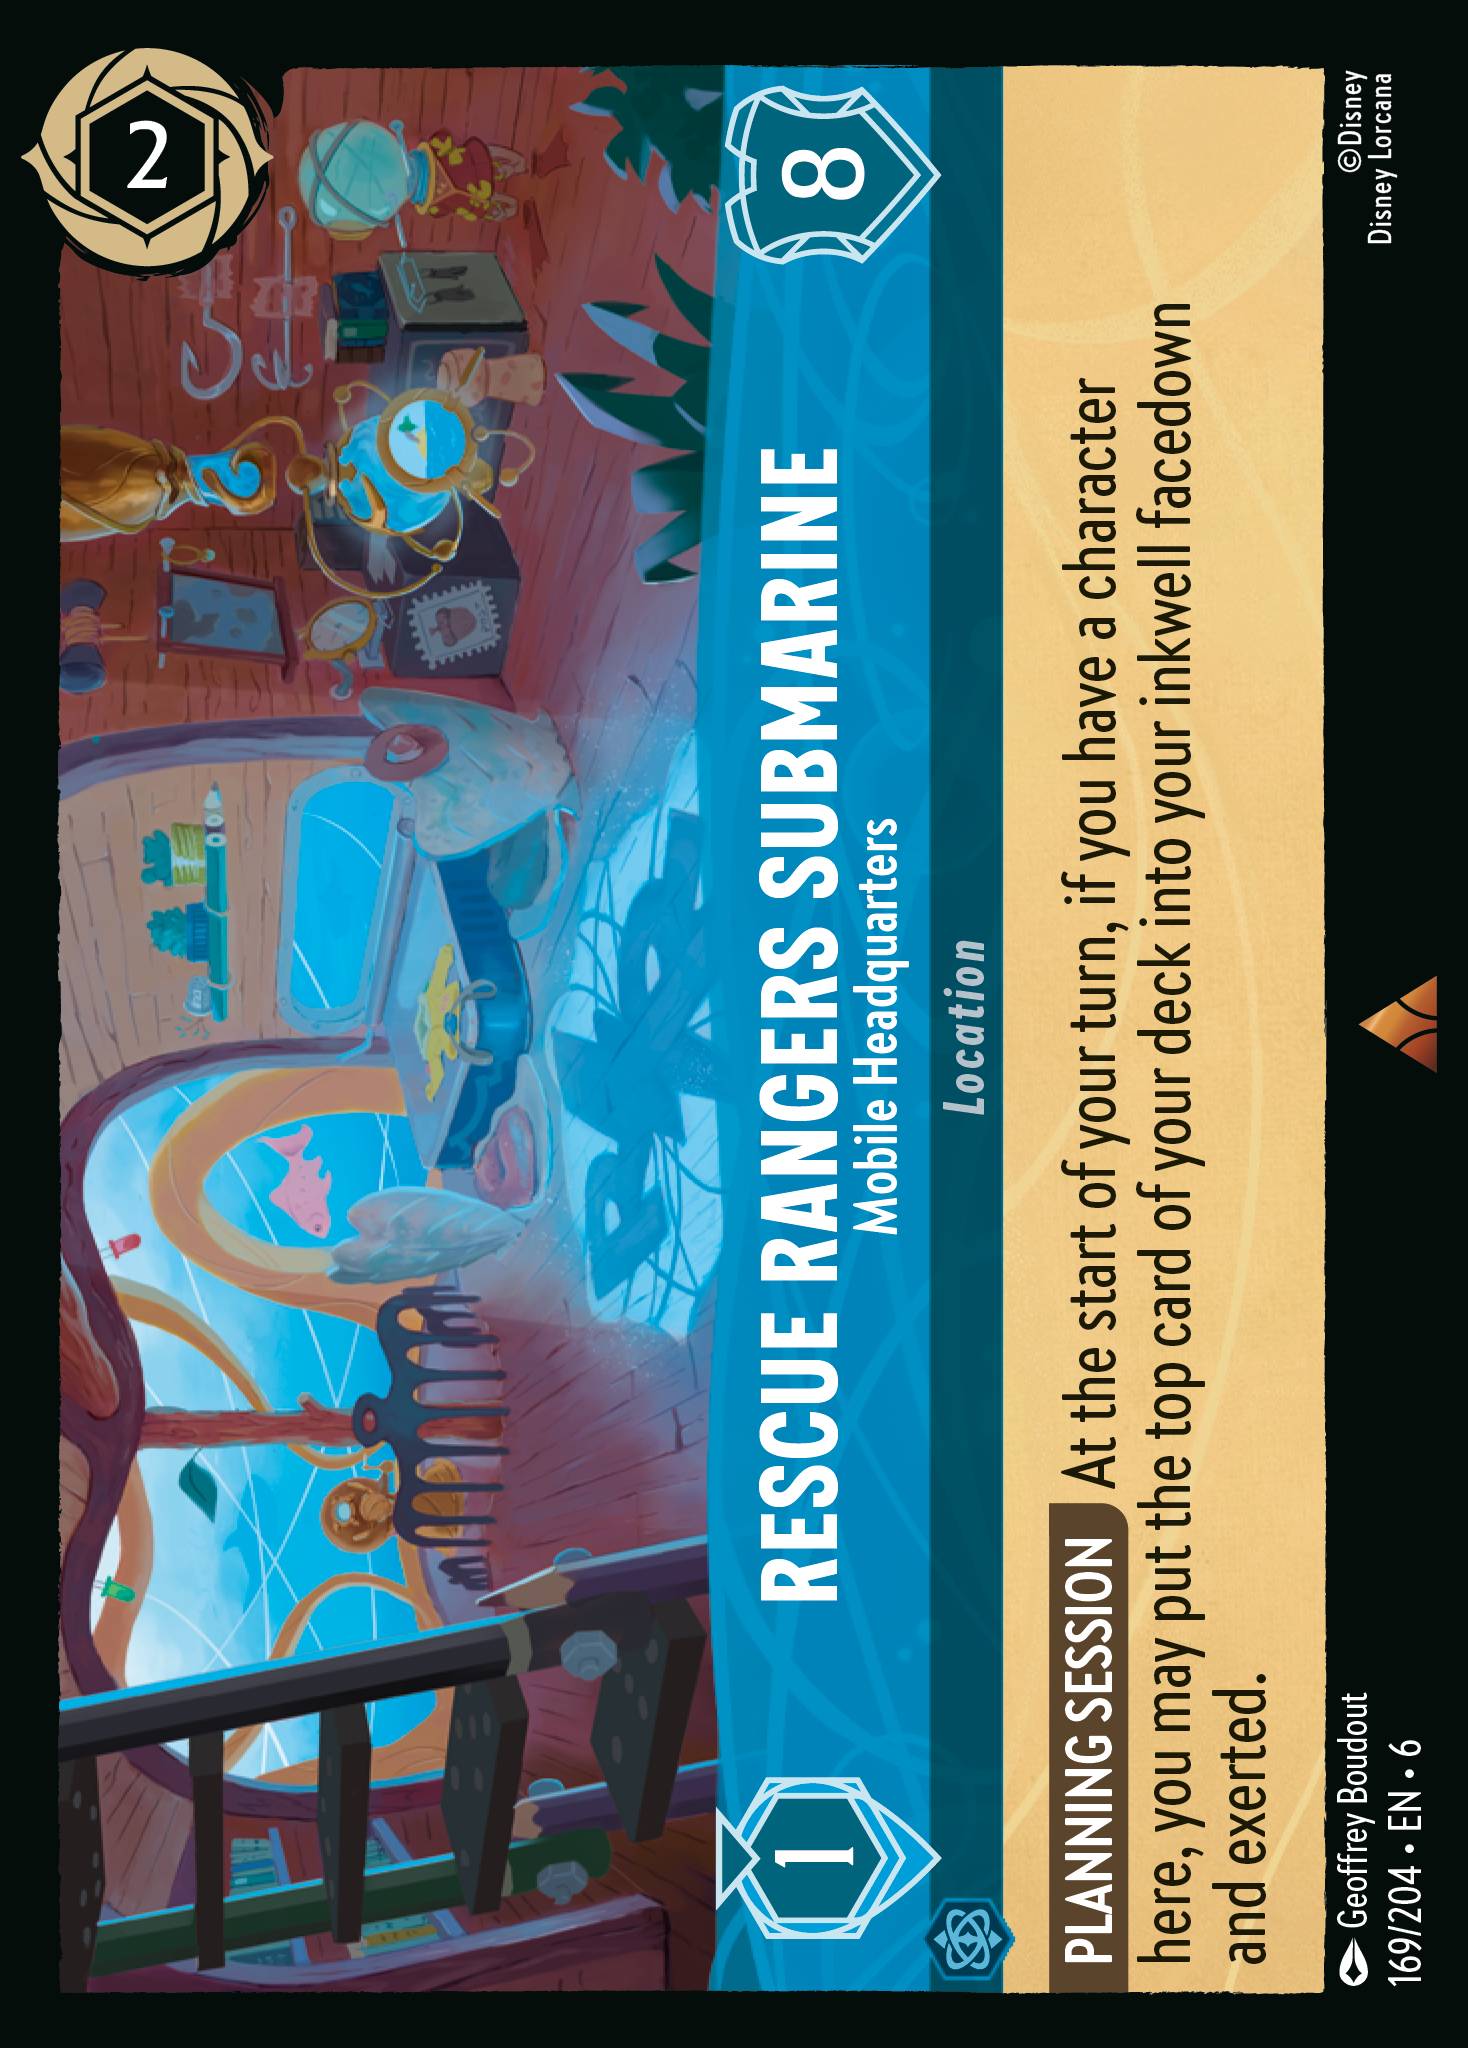 2
RESCUE RANGERS SUBMARINE
Mobile Headquarters
1
8
Location
PLANNING SESSION At the start of your turn, if you have a character
here, you may put the top card of your deck into your inkwell facedown
and exerted.
Geoffrey Boudout
169/204 • EN • 6
©Disney
Disney Lorcana